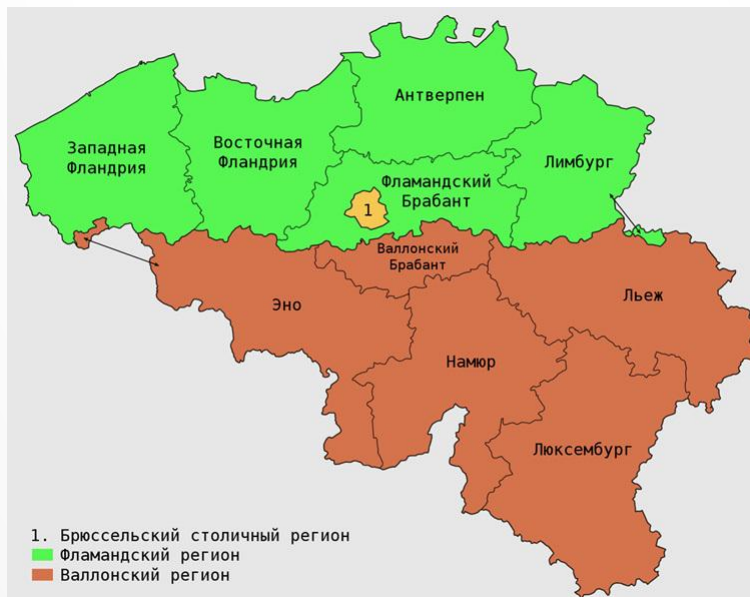 Антверпен
Западная
Фландрия
Восточная
Фландрия
Лимбург
Фламандский
Брабант
1
Валлонский
Брабант
Эно
Льеж
Намюр
Люксембург
1. Брюссельский столичный регион
Фламандский регион
Валлонский регион